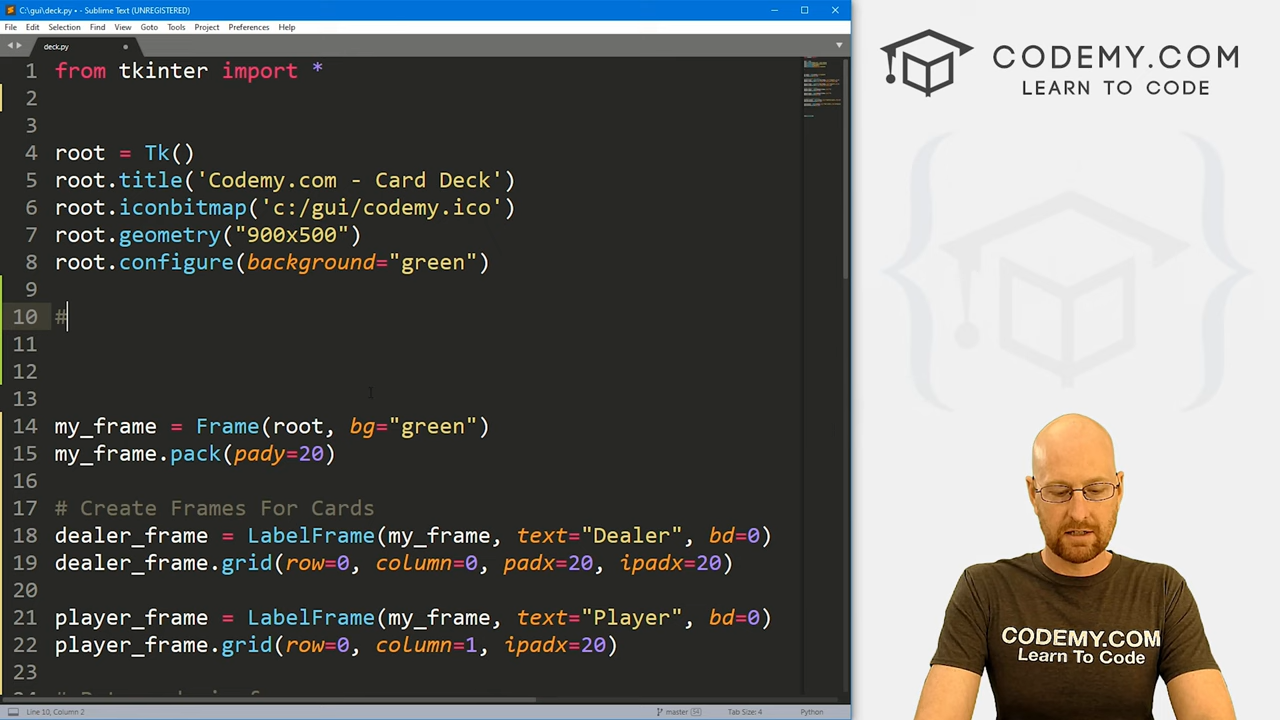 C:\gui\deck.py • - Sublime Text (UNREGISTERED)
File Edit Selection Find View Goto Tools Project Preferences Help
deck.py
1 from tkinter import *
2
3
4 root = Tk()
5 root.title('Codemy.com - Card Deck')
6 root.iconbitmap('c:/gui/codemy.ico')
7 root.geometry("900x500")
8 root.configure(background="green")
9
10 #
11
12
13
14 my_frame = Frame(root, bg="green")
15 my_frame.pack(pady=20)
16
17 # Create Frames For Cards
18 dealer_frame = LabelFrame(my_frame, text="Dealer", bd=0)
19 dealer_frame.grid(row=0, column=0, padx=20, ipadx=20)
20
21 player_frame = LabelFrame(my_frame, text="Player", bd=0)
22 player_frame.grid(row=0, column=1, ipadx=20)
23
Line 10, Column 2
master 54
Tab Size: 4
Python
CODEMY.COM
LEARN TO CODE
CODEMY.COM
Learn To Code